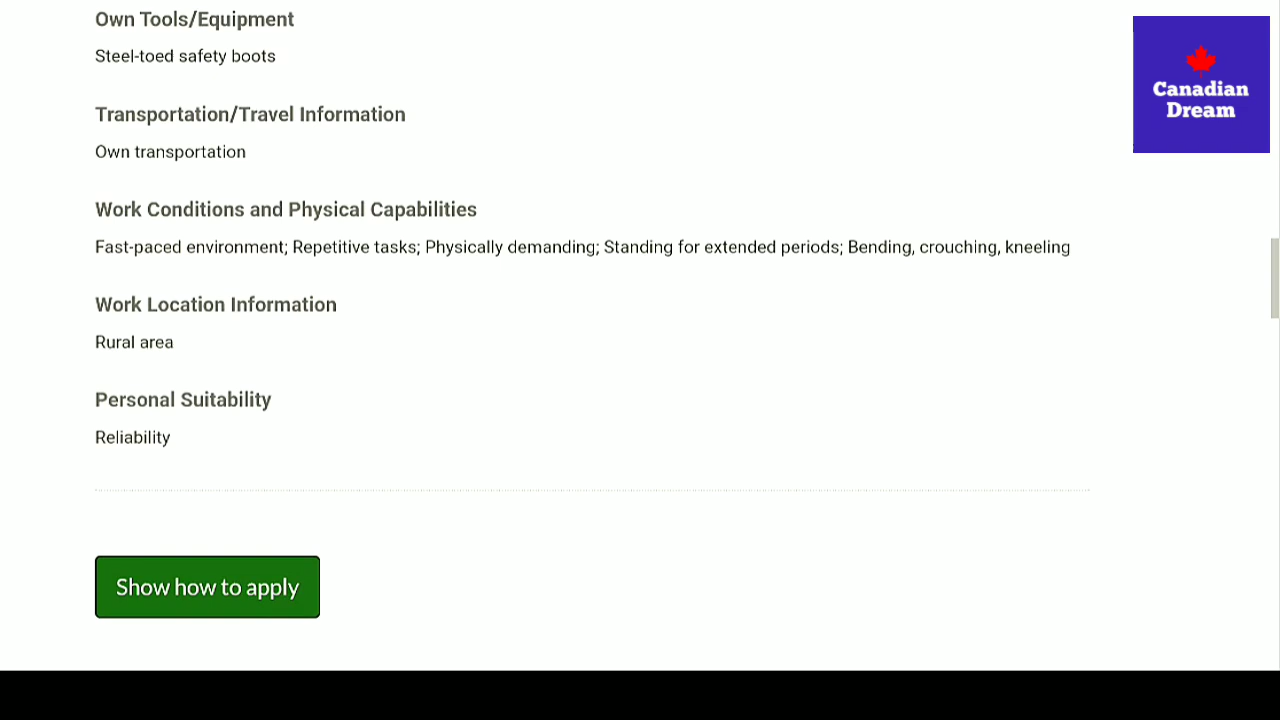 Own Tools/Equipment
Steel-toed safety boots
Transportation/Travel Information
Own transportation
Work Conditions and Physical Capabilities
Fast-paced environment; Repetitive tasks; Physically demanding; Standing for extended periods; Bending, crouching, kneeling
Work Location Information
Rural area
Personal Suitability
Reliability
Show how to apply
Canadian
Dream